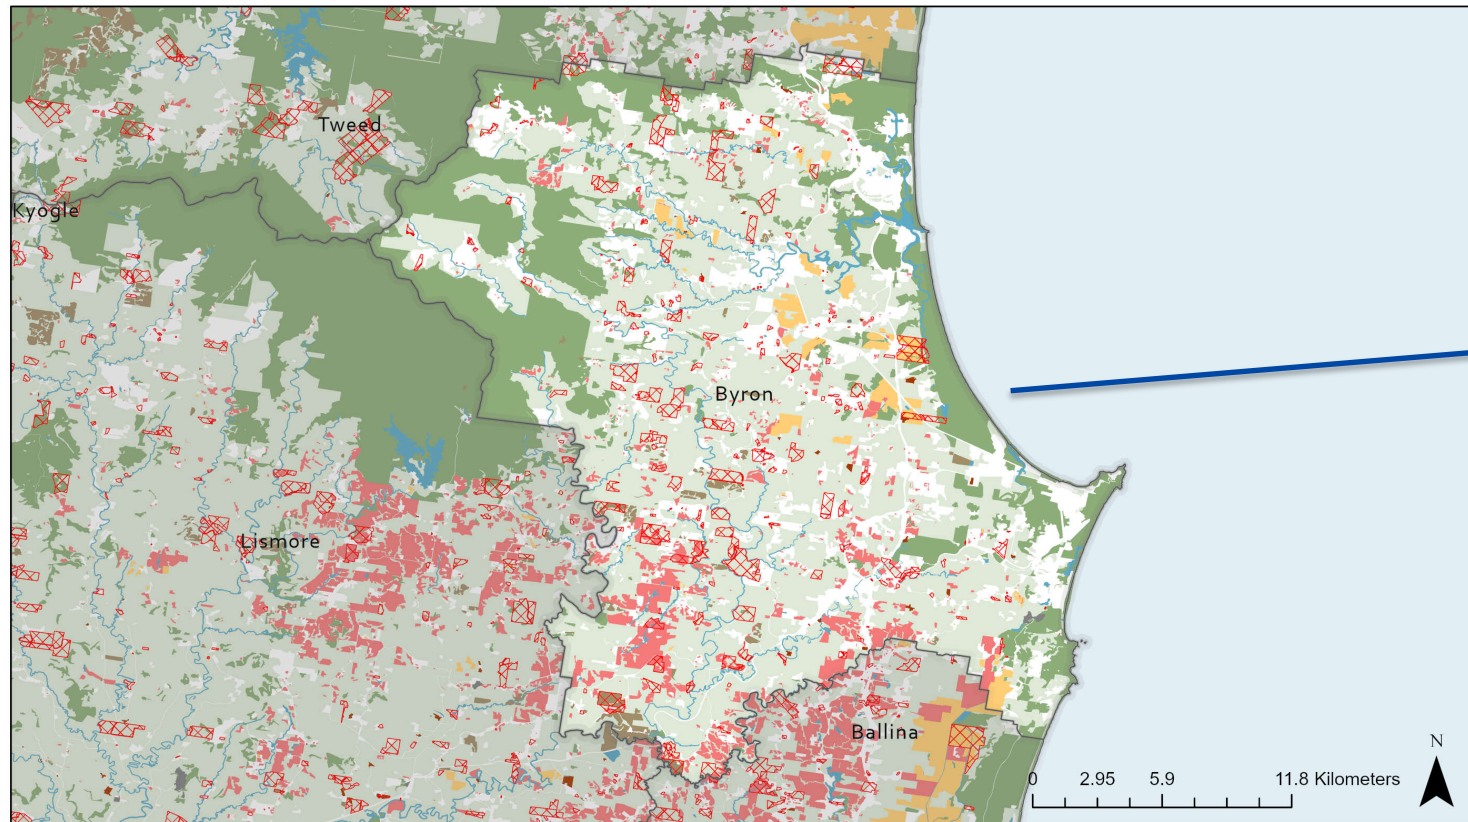 Tweed
Kyogle
Byron
Lismore
Ballina
N
0 2.95 5.9 11.8 Kilometers